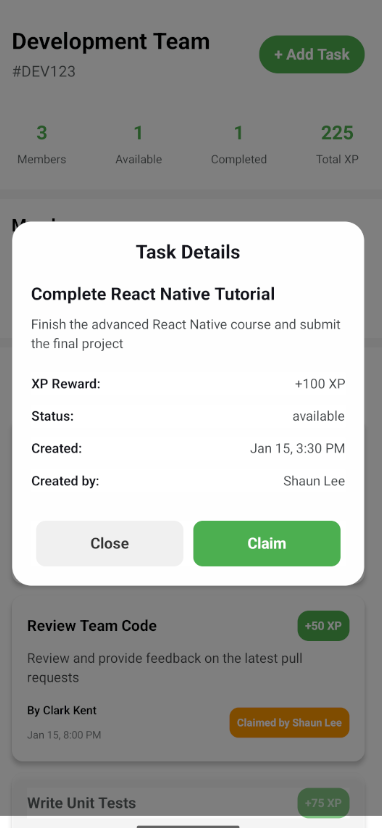 Development Team
+ Add Task
#DEV123
3
1
1
225
Members
Available
Completed
Total XP
Task Details
Complete React Native Tutorial
Finish the advanced React Native course and submit
the final project
XP Reward:
+100 XP
Status:
available
Created:
Jan 15, 3:30 PM
Created by:
Shaun Lee
Close
Claim
Review Team Code
+50 XP
Review and provide feedback on the latest pull
requests
By Clark Kent
Claimed by Shaun Lee
Jan 15, 8:00 PM
Write Unit Tests
+75 XP